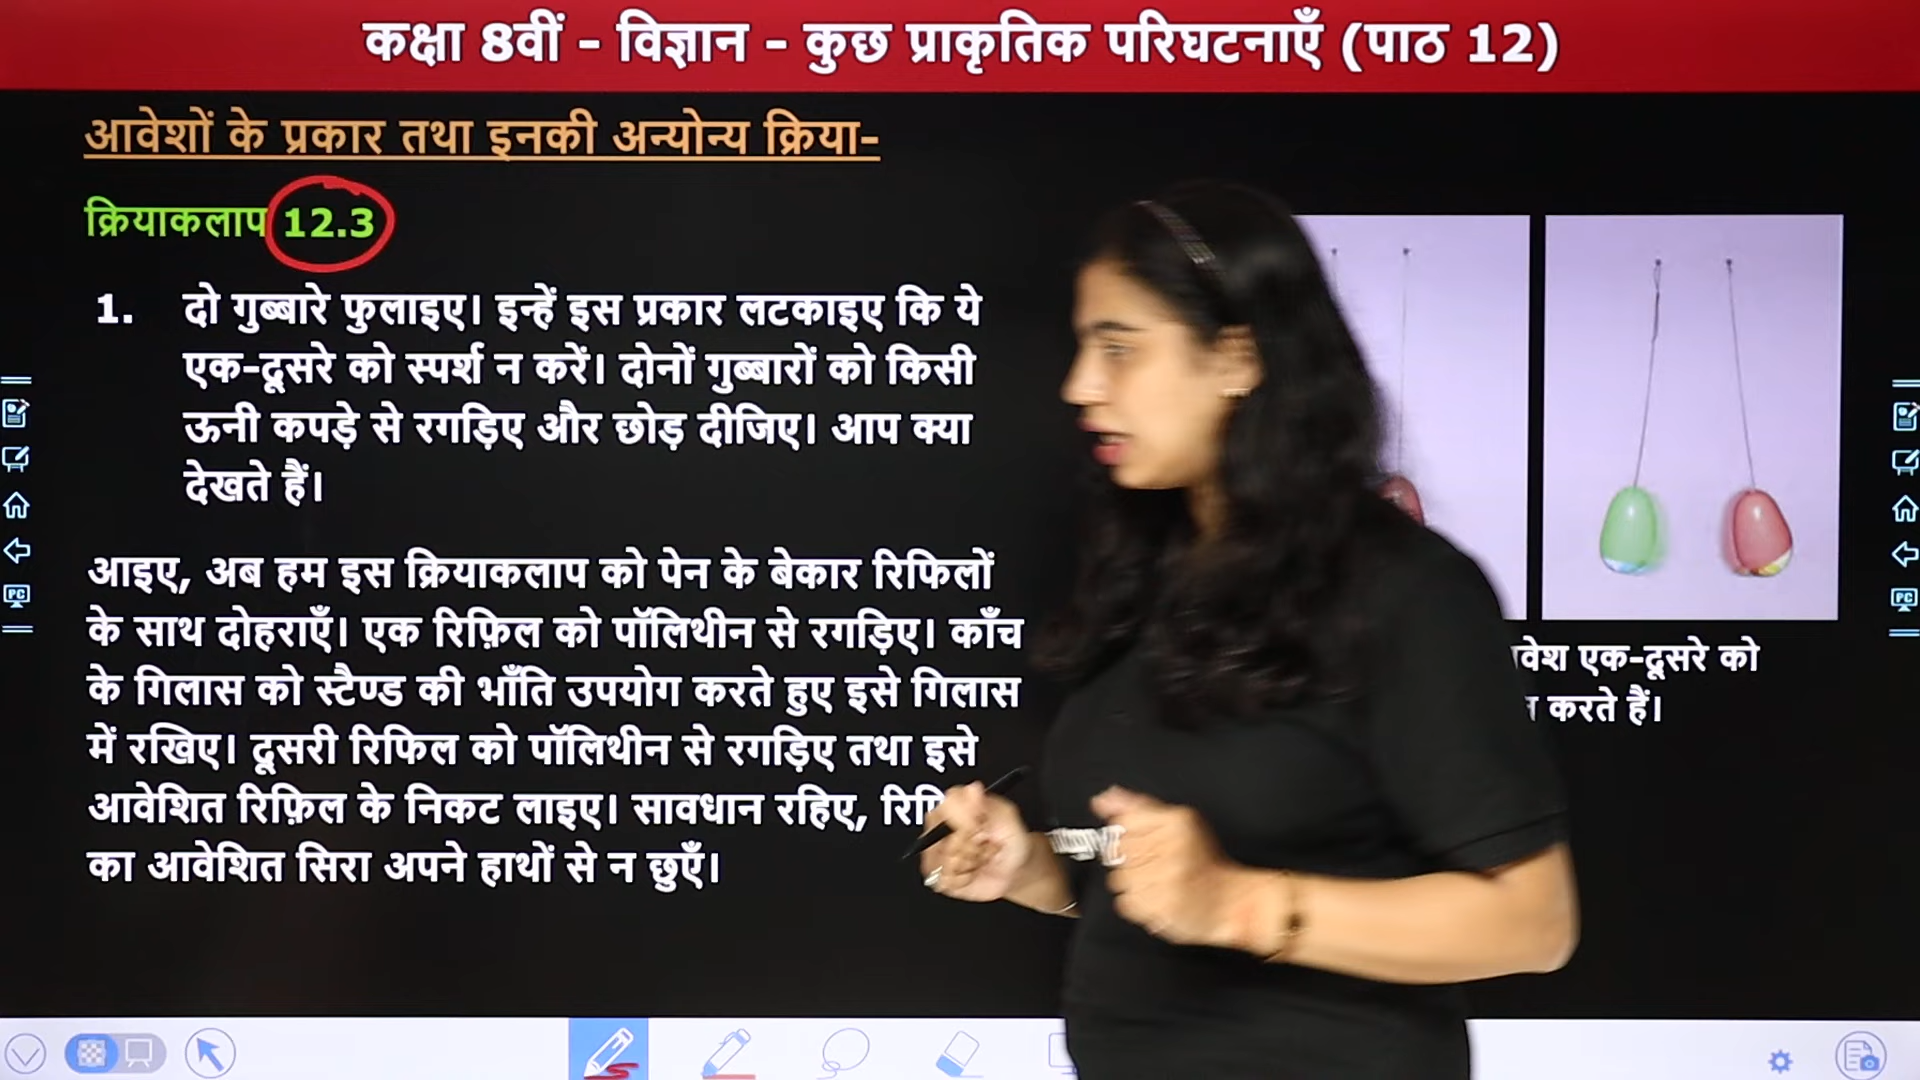 कक्षा 8वीं - विज्ञान - कुछ प्राकृतिक परिघटनाएँ (पाठ 12)
आवेशों के प्रकार तथा इनकी अन्योन्य क्रिया-
क्रियाकलाप 12.3
1. दो गुब्बारे फुलाइए। इन्हें इस प्रकार लटकाइए कि ये
एक-दूसरे को स्पर्श न करें। दोनों गुब्बारों को किसी
ऊनी कपड़े से रगड़िए और छोड़ दीजिए। आप क्या
देखते हैं।
आइए, अब हम इस क्रियाकलाप को पेन के बेकार रिफिलों
के साथ दोहराएँ। एक रिफ़िल को पॉलिथीन से रगड़िए। काँच
के गिलास को स्टैण्ड की भाँति उपयोग करते हुए इसे गिलास
में रखिए। दूसरी रिफिल को पॉलिथीन से रगड़िए तथा इसे
आवेशित रिफ़िल के निकट लाइए। सावधान रहिए,
का आवेशित सिरा अपने हाथों से न छुएँ।
एक-दूसरे को
करते हैं।
PC
PC